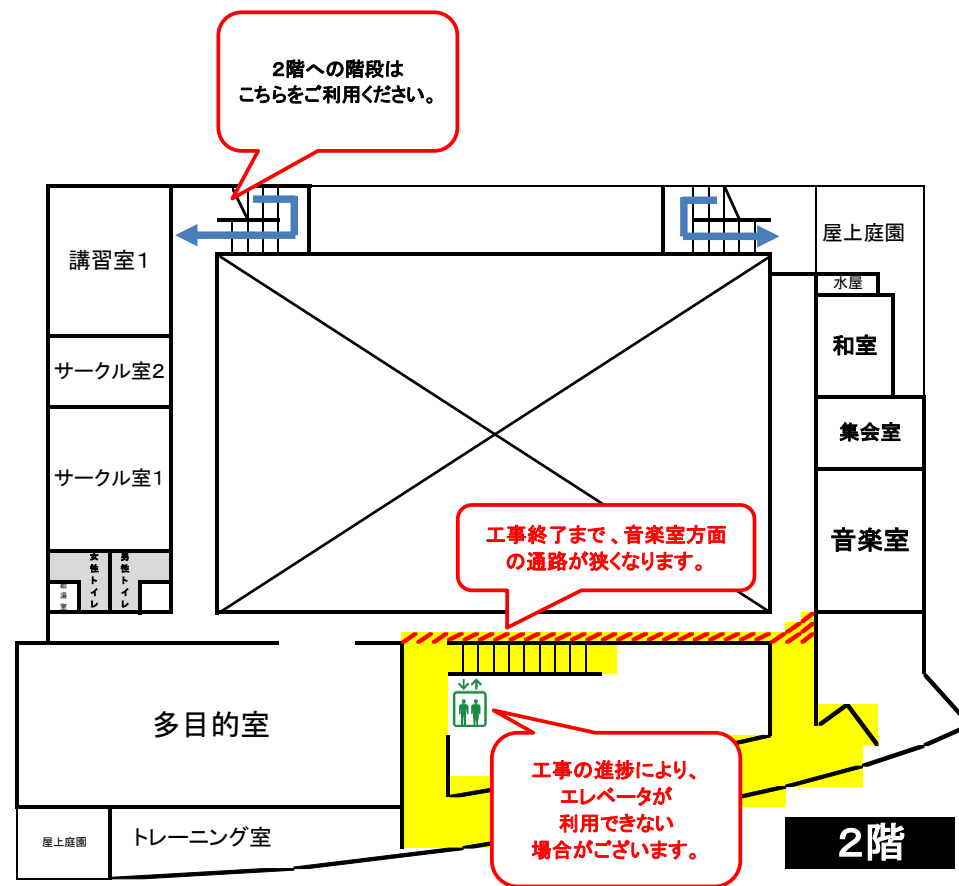 2階への階段は
こちらをご利用ください。
講習室1
屋上庭園
水屋
和室
サークル室2
集会室
サークル室1
工事終了まで、音楽室方面
の通路が狭くなります。
音楽室
女性トイレ
男性トイレ
給湯室
多目的室
工事の進捗により、
エレベータが
利用できない
場合がございます。
屋上庭園
トレーニング室
2階